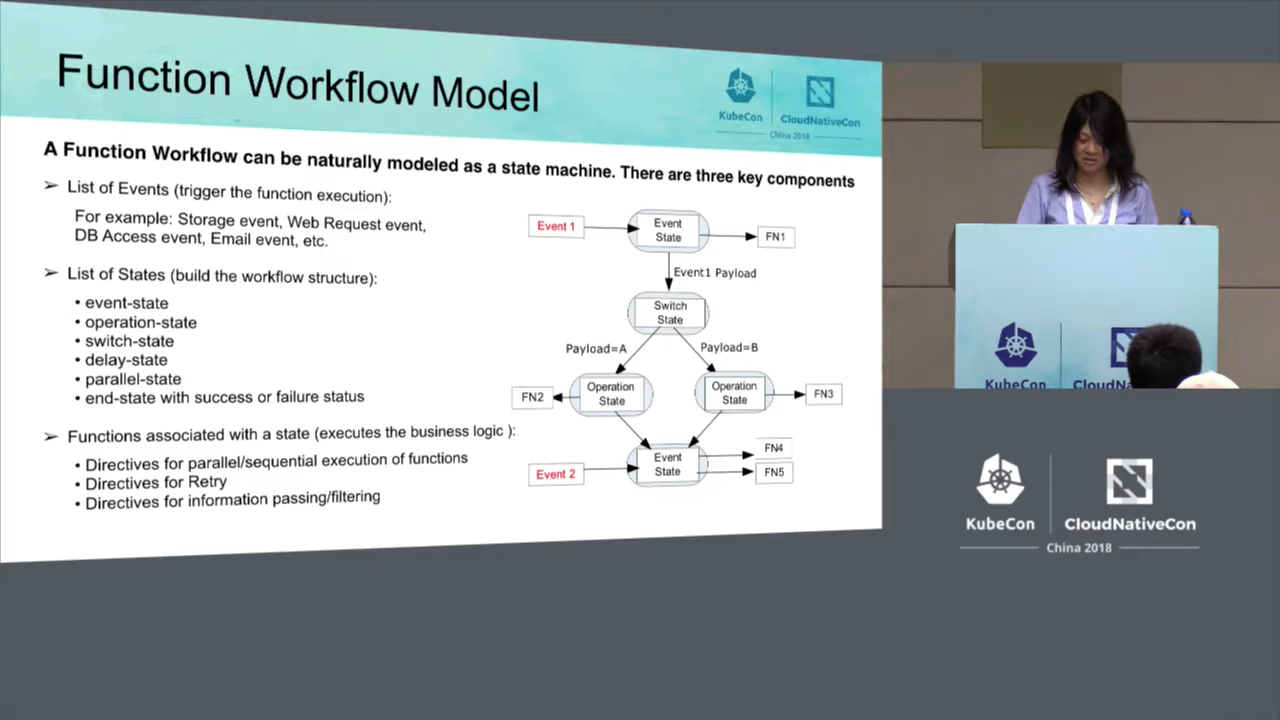 Function Workflow Model
KubeCon
CloudNativeCon
China 2018
A Function Workflow can be naturally modeled as a state machine. There are three key components
➢ List of Events (trigger the function execution):
For example: Storage event, Web Request event,
DB Access event, Email event, etc.
➢ List of States (build the workflow structure):
• event-state
• operation-state
• switch-state
• delay-state
• parallel-state
• end-state with success or failure status
➢ Functions associated with a state (executes the business logic ):
• Directives for parallel/sequential execution of functions
• Directives for Retry
• Directives for information passing/filtering
Event 1
Event
State
FN1
Event1 Payload
Switch
State
Payload=A
Payload=B
FN2
Operation
State
Operation
State
FN3
Event 2
Event
State
FN4
FN5
KubeCon
KubeCon
CloudNativeCon
China 2018